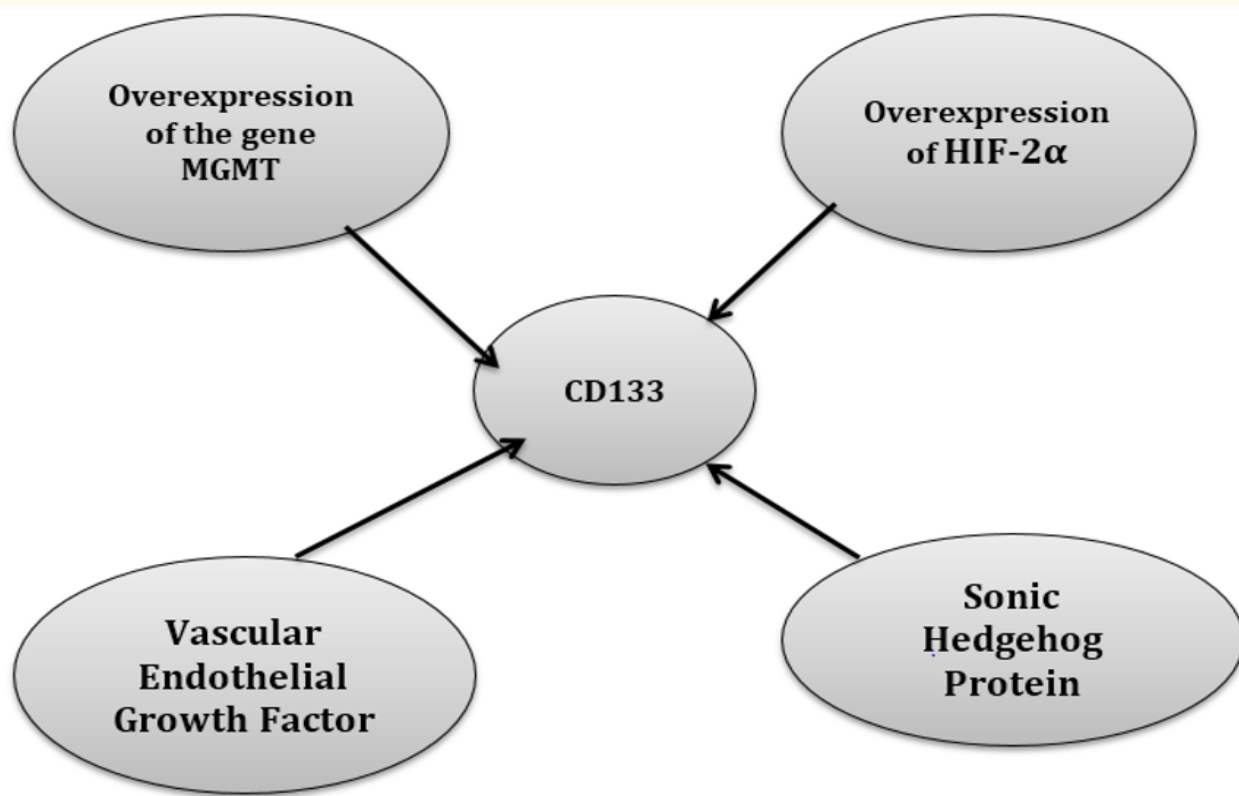 Overexpression
of the gene
MGMT
Overexpression
of HIF-2α
CD133
Vascular
Endothelial
Growth Factor
Sonic
Hedgehog
Protein